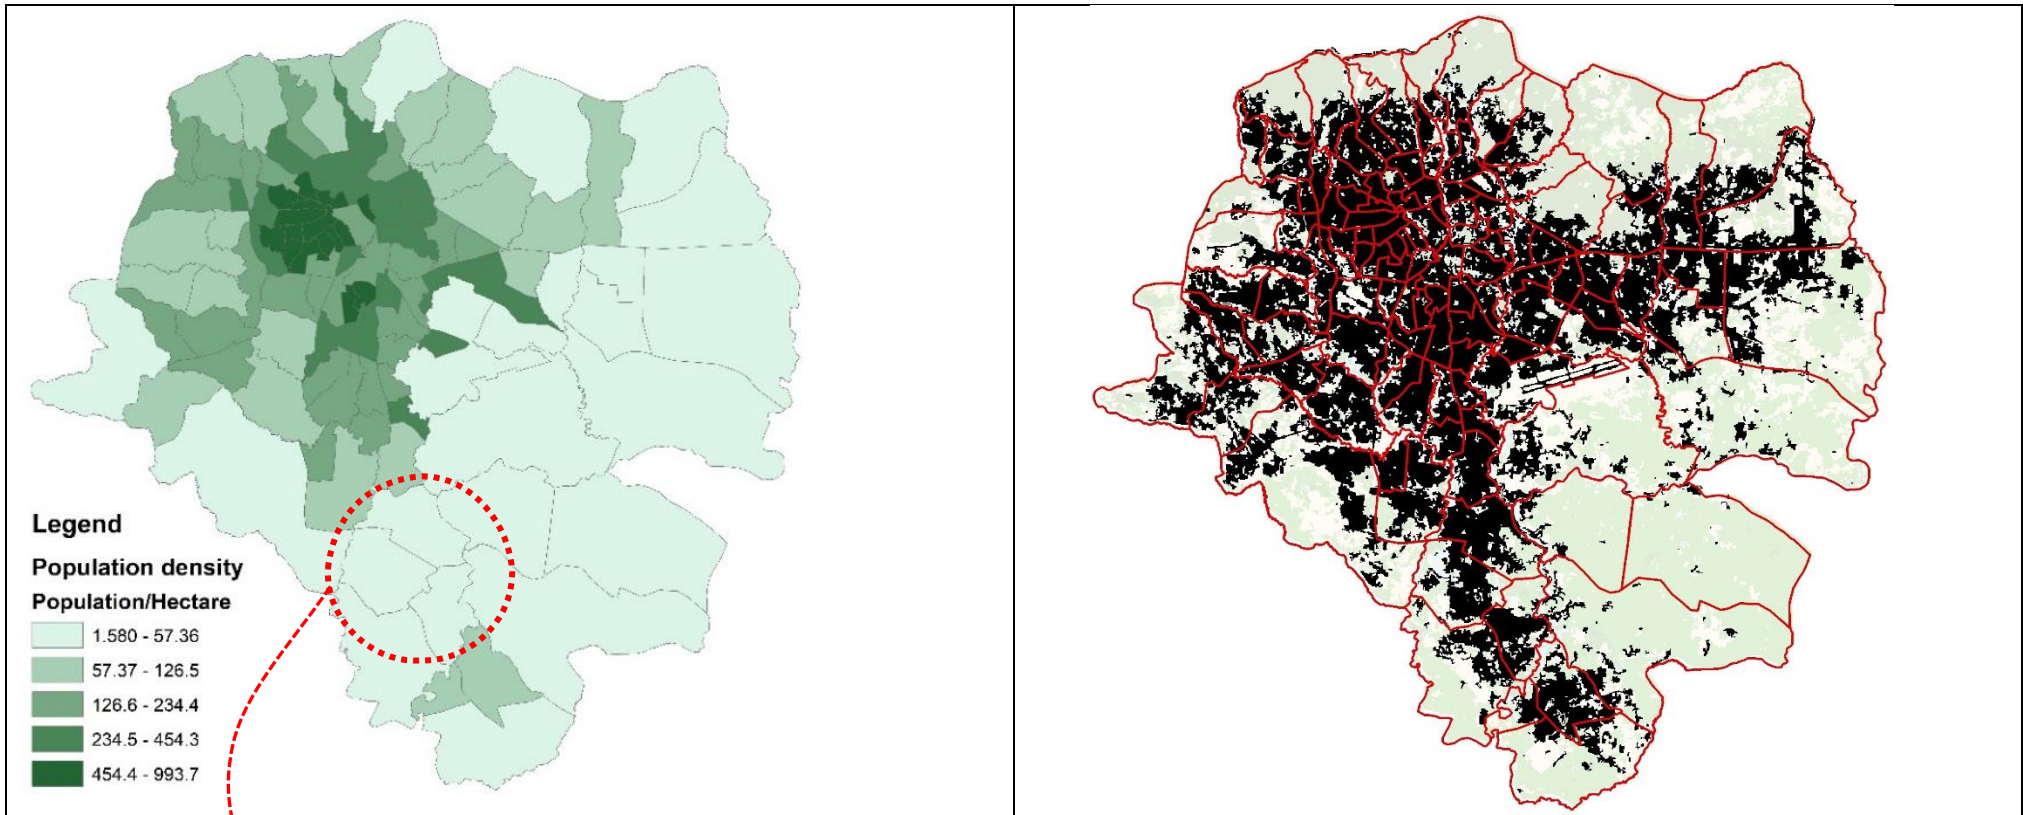 Legend
Population density
Population/Hectare
1.580 - 57.36
57.37 - 126.5
126.6 - 234.4
234.5 - 454.3
454.4 - 993.7